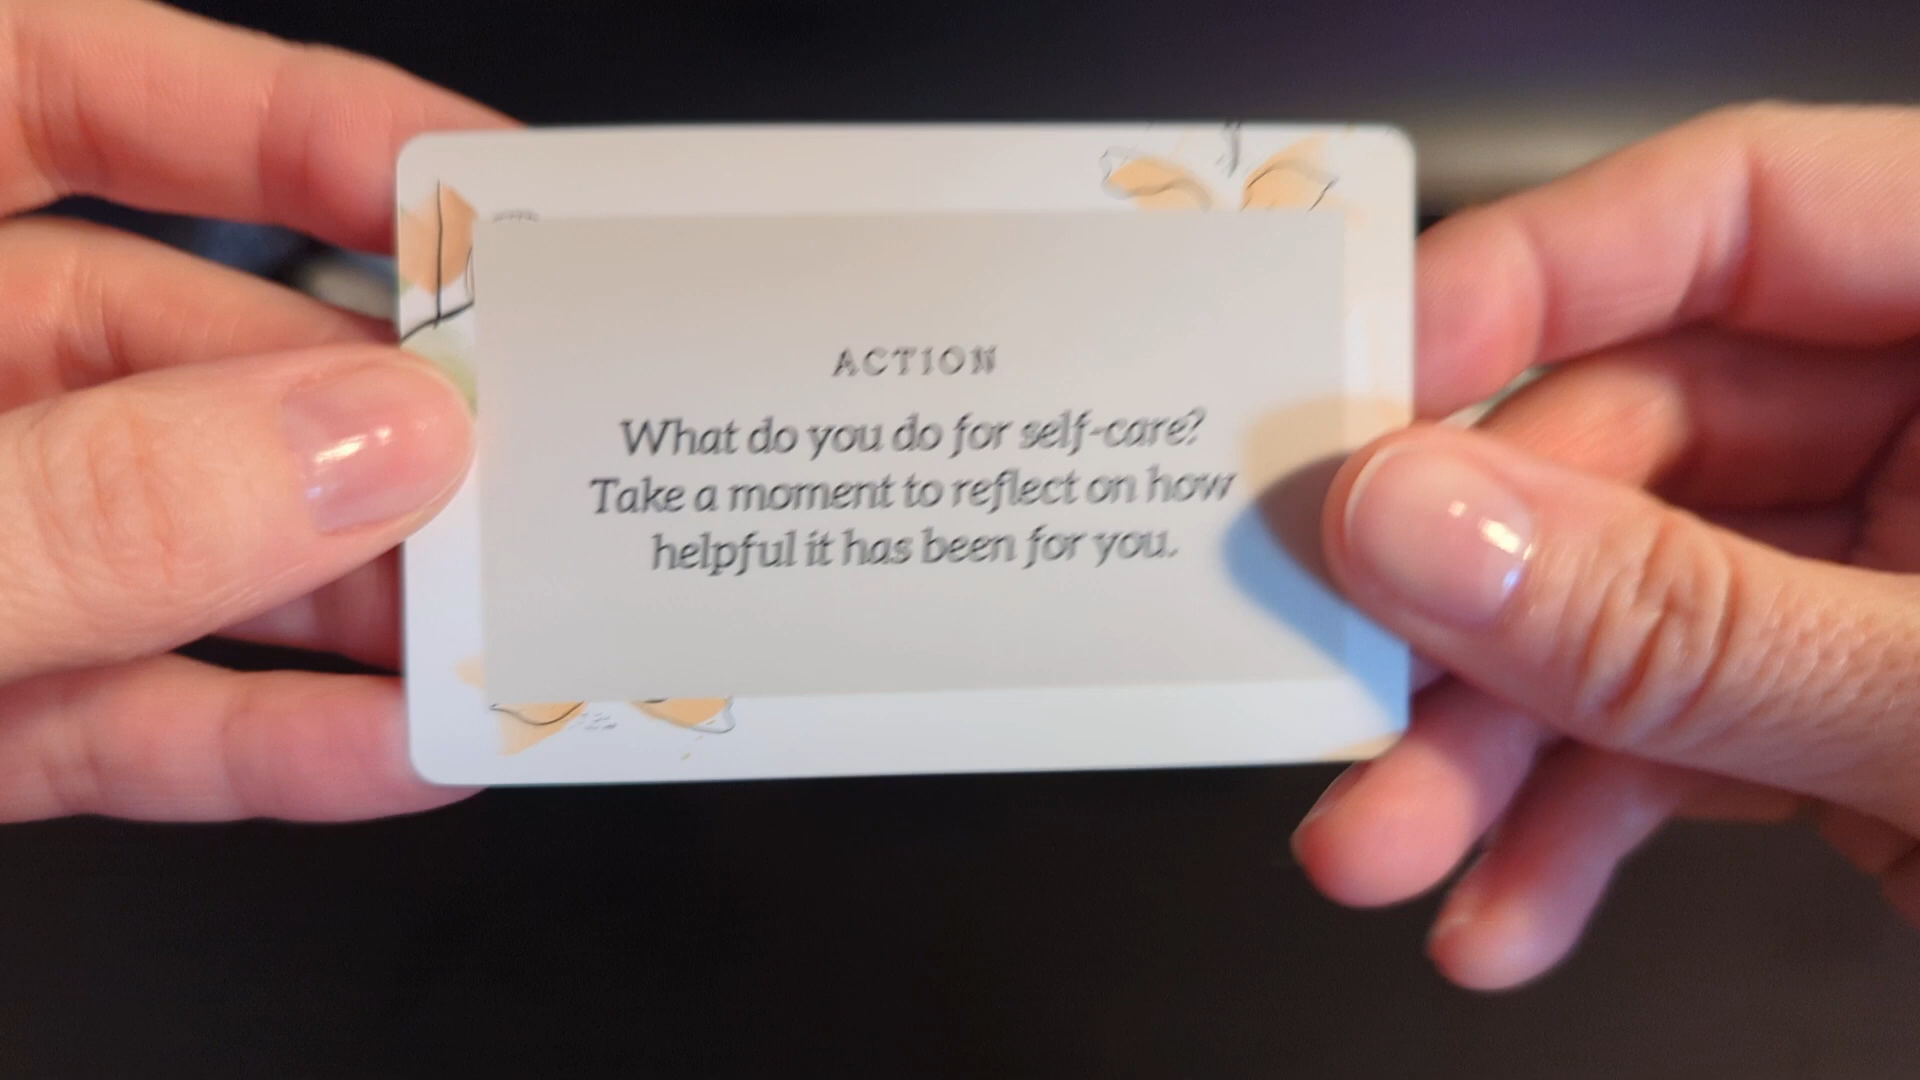 ACTION
What do you do for self-care?
Take a moment to reflect on how
helpful it has been for you.